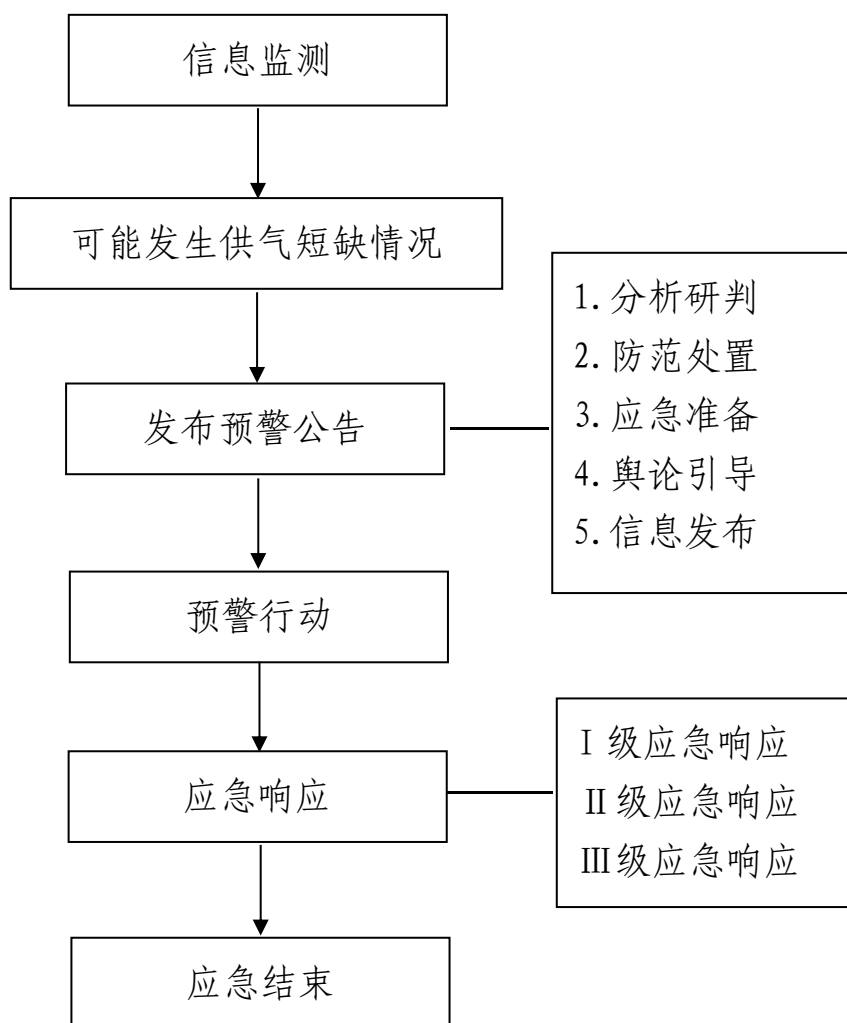 信息监测
可能发生供气短缺情况
发布预警公告
1.分析研判
2.防范处置
3.应急准备
4.舆论引导
5.信息发布
预警行动
应急响应
Ⅰ级应急响应
Ⅱ级应急响应
Ⅲ级应急响应
应急结束